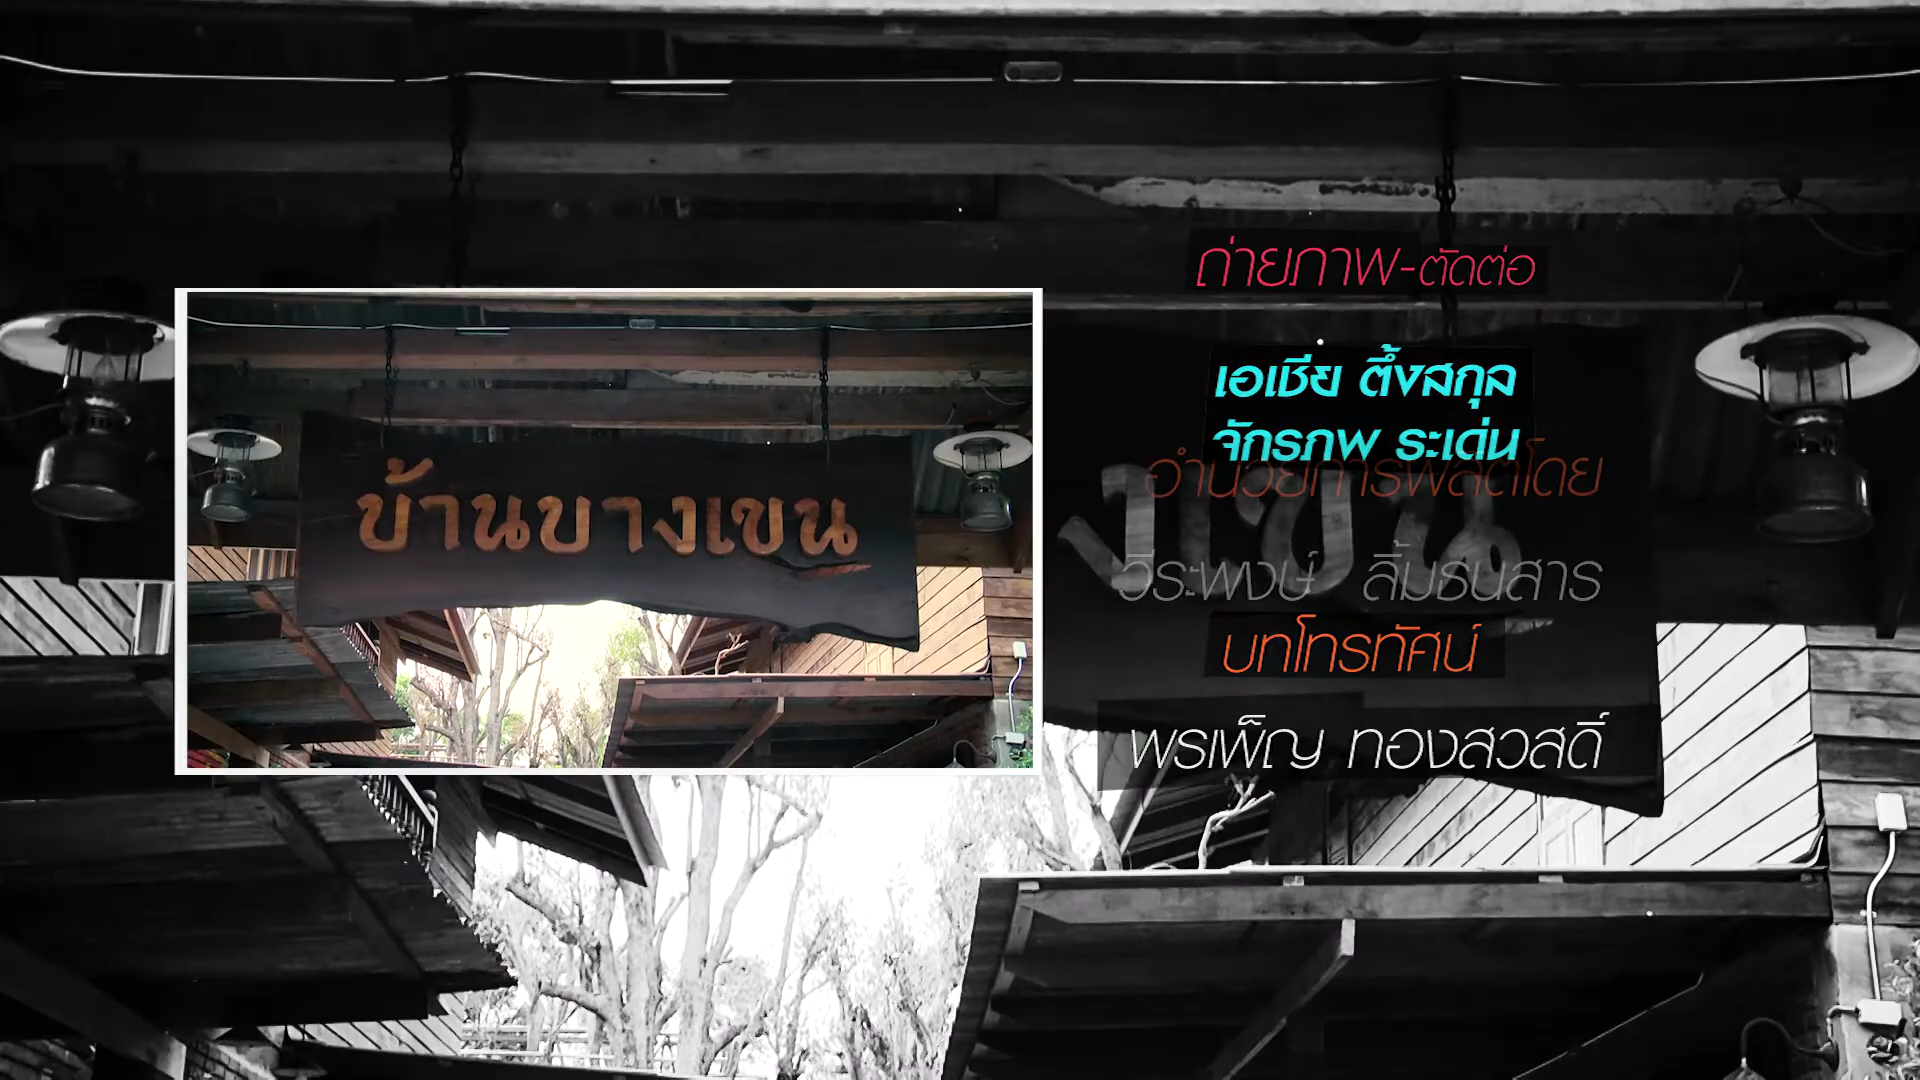 บ้านบางเขน
ถ่ายภาพ-ตัดต่อ
เอเชีย ตึ้งสกุล
จักรภพ ระเด่น
อำนวยการผลิตโดย
งเขน
วีระพงษ์ ลิ้มธนสาร
บทโทรทัศน์
พรเพ็ญ ทองสวสดิ์